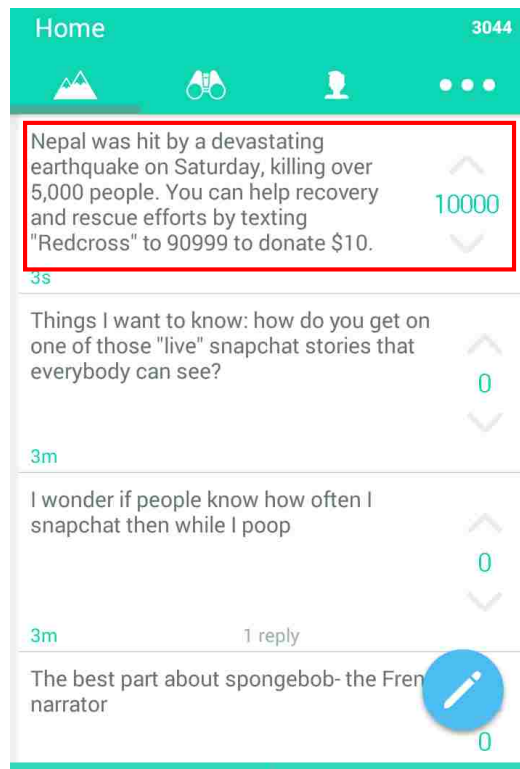 Home
3044
Nepal was hit by a devastating
earthquake on Saturday, killing over
5,000 people. You can help recovery
and rescue efforts by texting
"Redcross" to 90999 to donate $10.
10000
3s
Things I want to know: how do you get on
one of those "live" snapchat stories that
everybody can see?
0
3m
I wonder if people know how often I
snapchat then while I poop
0
3m
1 reply
The best part about spongebob- the Fren
narrator
0